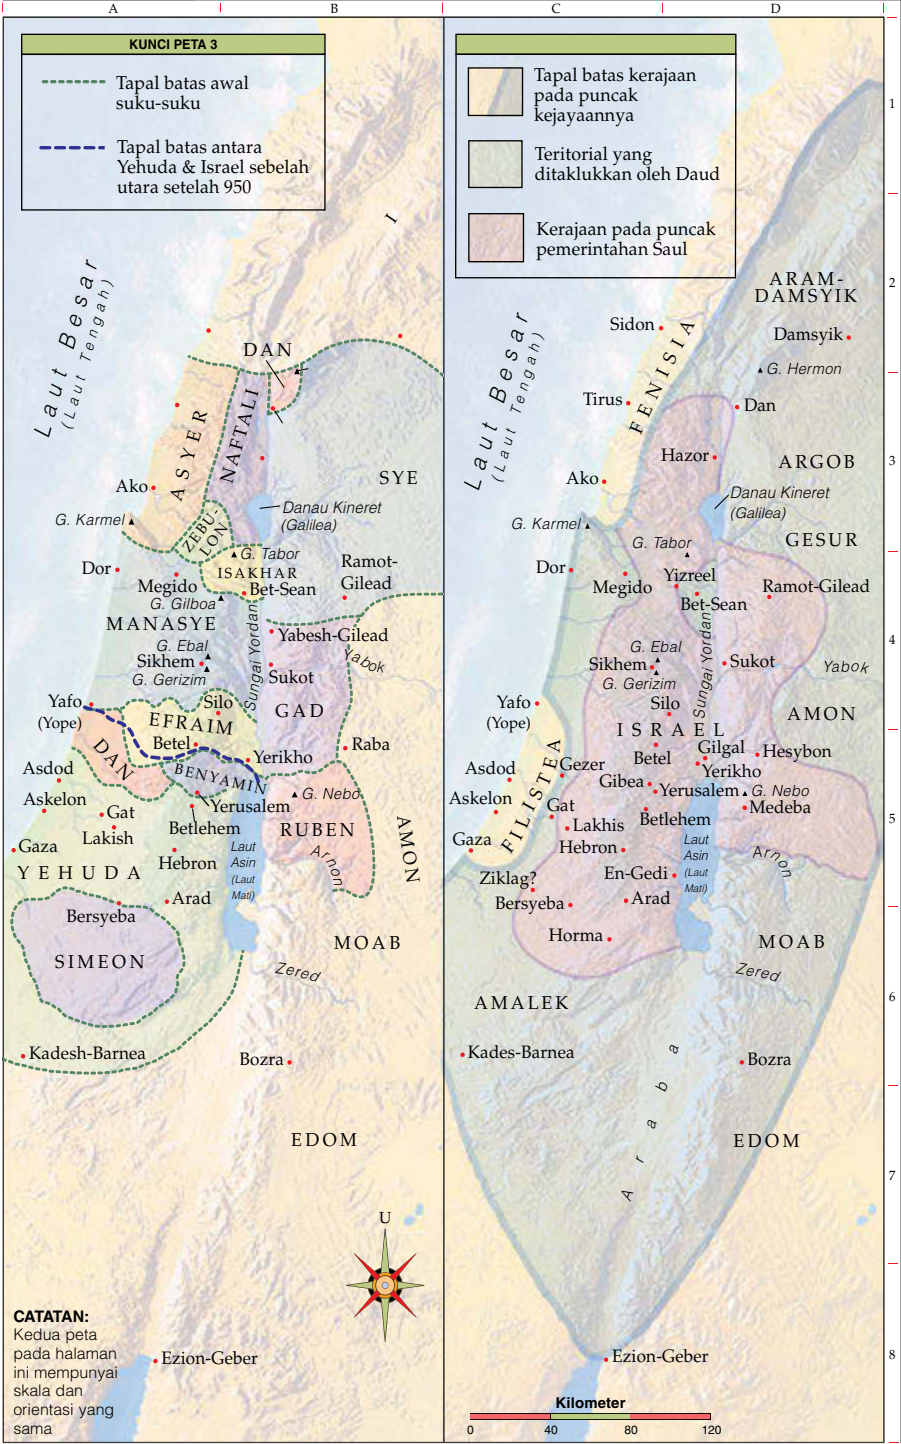 A
B
C
D
KUNCI PETA 3
Tapal batas awal
suku-suku
Tapal batas antara
Yehuda & Israel sebelah
utara setelah 950
I
Laut Besar
(Laut Tengah)
DAN
ASYER
NAFTALI
SYE
Ako
Danau Kineret
(Galilea)
G. Karmel
ZEBU-
LON
G. Tabor
Dor
ISAKHAR
Ramot-
Gilead
Megido
Bet-Sean
G. Gilboa
MANASYE
Sungai Yordan
Yabesh-Gilead
G. Ebal
Sikhem
Yabok
G. Gerizim
Sukot
Yafo
(Yope)
Silo
GAD
EFRAIM
Betel
Raba
DAN
Yerikho
Asdod
BENYAMIN
G. Nebo
Askelon
Yerusalem
Gat
Betlehem
RUBEN
AMON
Lakish
Gaza
Laut
Asin
(Laut
Mati)
Arnon
Hebron
YEHUDA
Arad
Bersyeba
MOAB
SIMEON
Zered
Kadesh-Barnea
Bozra
EDOM
U
CATATAN:
Kedua peta
pada halaman
ini mempunyai
skala dan
orientasi yang
sama
Ezion-Geber
Tapal batas kerajaan
pada puncak
kejayaannya
Teritorial yang
ditaklukkan oleh Daud
Kerajaan pada puncak
pemerintahan Saul
1
2
3
4
5
6
7
8
ARAM-
DAMSYIK
Laut Besar
(Laut Tengah)
Sidon
Damsyik
FENISIA
G. Hermon
Tirus
Dan
Hazor
ARGOB
Ako
Danau Kineret
(Galilea)
G. Karmel
G. Tabor
GESUR
Dor
Megido
Yizreel
Ramot-Gilead
Bet-Sean
Sungai Yordan
G. Ebal
Sikhem
Sukot
Yabok
G. Gerizim
Yafo
(Yope)
Silo
AMON
ISRAEL
Gilgal
Hesybon
Betel
Gezer
Yerikho
Asdod
Gibea
G. Nebo
Yerusalem
Askelon
FILISTEA
Gat
Medeba
Betlehem
Lakhis
Gaza
Hebron
Laut
Asin
(Laut
Mati)
Arnon
Ziklag?
En-Gedi
Bersyeba
Arad
Horma
MOAB
Zered
AMALEK
Kades-Barnea
Araba
Bozra
EDOM
Ezion-Geber
Kilometer
0
40
80
120